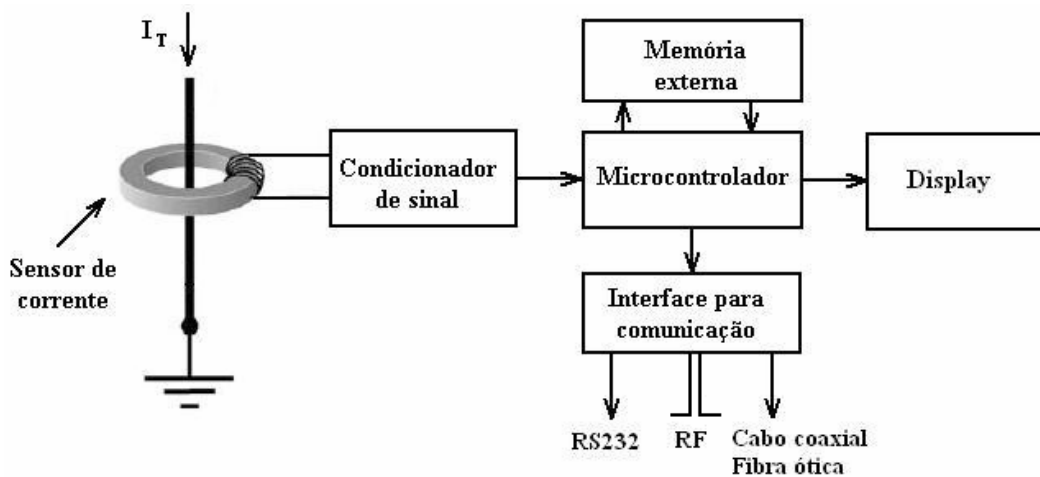 I_T
Memória
externa
Condicionador
de sinal
Microcontrolador
Display
Sensor de
corrente
Interface para
comunicação
RS232
RF
Cabo coaxial
Fibra ótica